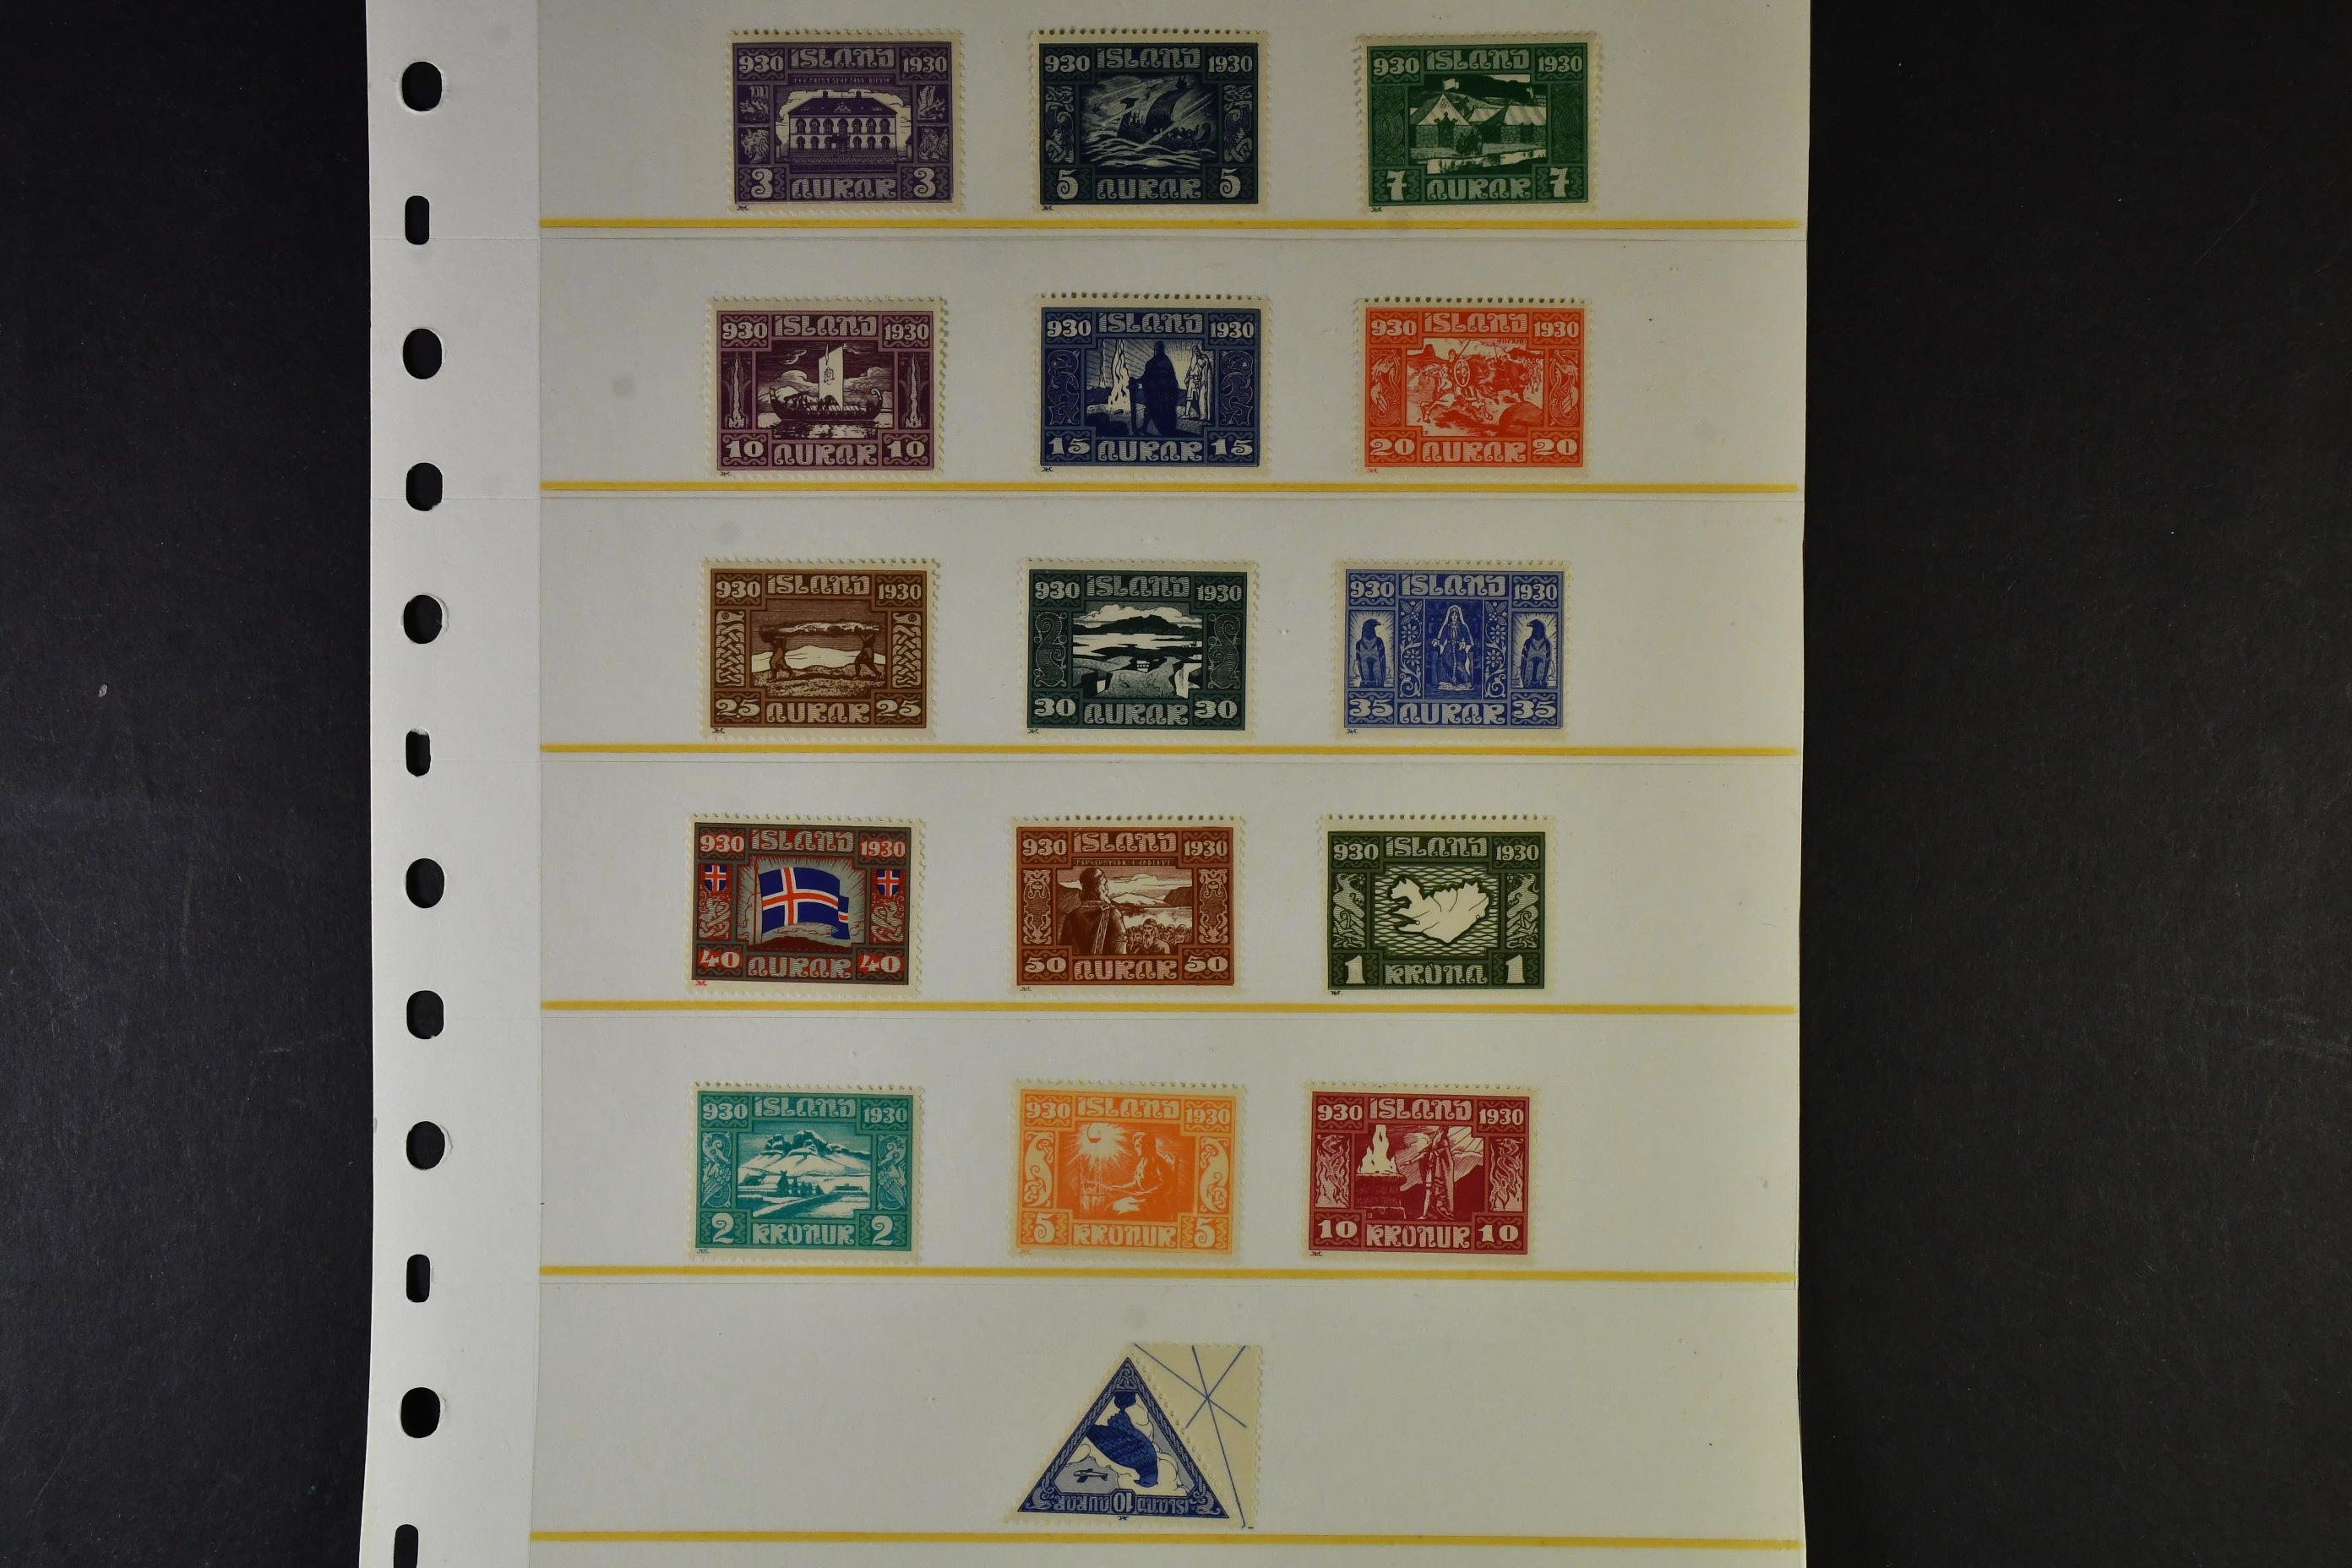 930 ISLAND 1930
3 AURAR 3
930 ISLAND 1930
5 AURAR 5
930 ISLAND 1930
7 AURAR 7
930 ISLAND 1930
10 AURAR 10
930 ISLAND 1930
15 AURAR 15
930 ISLAND 1930
20 AURAR 20
930 ISLAND 1930
25 AURAR 25
930 ISLAND 1930
30 AURAR 30
930 ISLAND 1930
35 AURAR 35
930 ISLAND 1930
40 AURAR 40
930 ISLAND 1930
50 AURAR 50
930 ISLAND 1930
1 KRONA 1
930 ISLAND 1930
2 KRONUR 2
930 ISLAND 1930
5 KRONUR 5
930 ISLAND 1930
10 KRONUR 10
ISLAND 10 AURAR